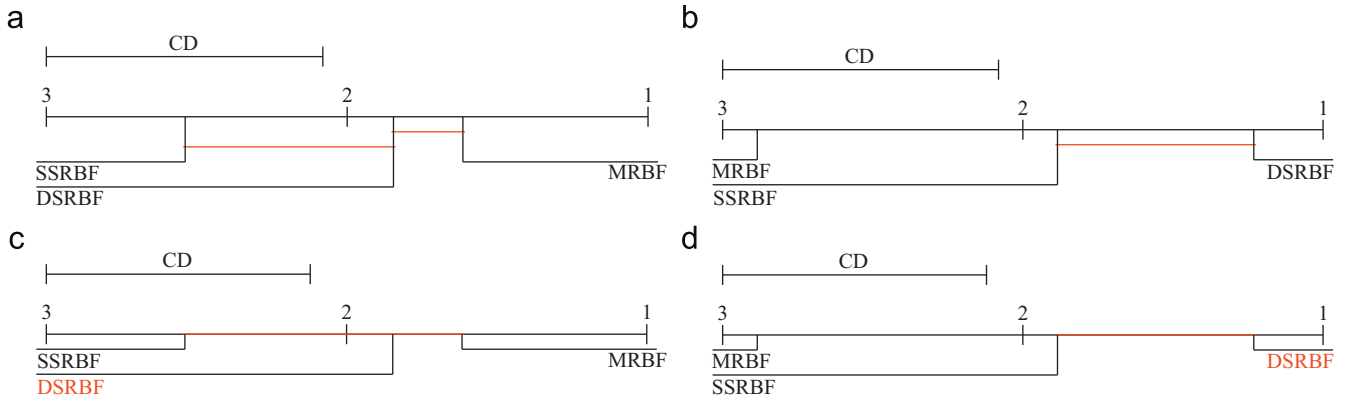 a
CD
3 2 1
SSRBF MRBF
DSRBF
b
CD
3 2 1
MRBF DSRBF
SSRBF
c
CD
3 2 1
SSRBF MRBF
DSRBF
d
CD
3 2 1
MRBF DSRBF
SSRBF